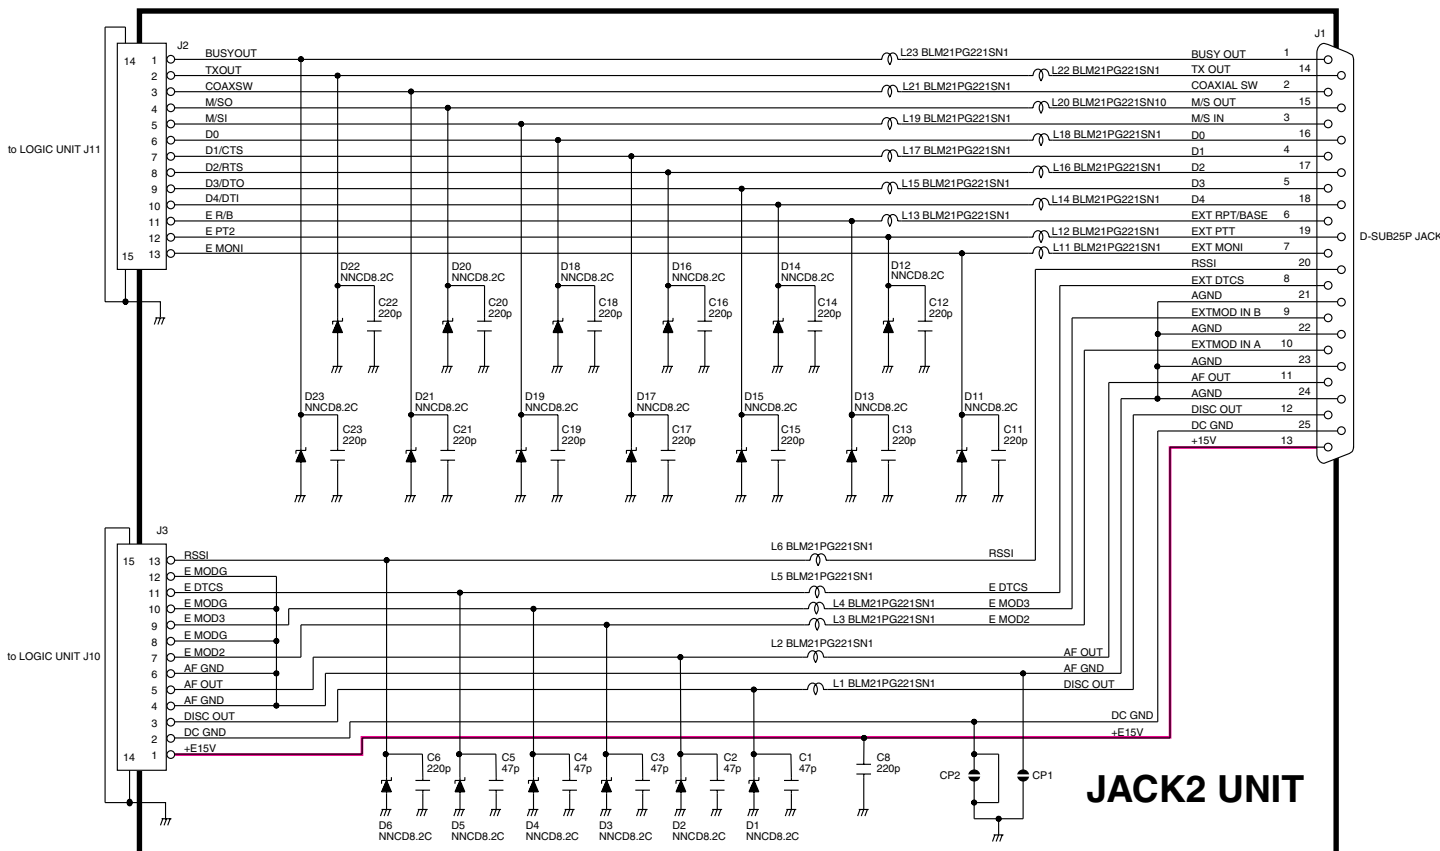 J2
J1
14
1 BUSYOUT L23 BLM21PG221SN1 BUSY OUT 1
2 TXOUT L22 BLM21PG221SN1 TX OUT 14
3 COAXSW L21 BLM21PG221SN1 COAXIAL SW 2
4 M/SO L20 BLM21PG221SN10 M/S OUT 15
5 M/SI L19 BLM21PG221SN1 M/S IN 3
6 D0 L18 BLM21PG221SN1 D0 16
to LOGIC UNIT J11
7 D1/CTS L17 BLM21PG221SN1 D1 4
8 D2/RTS L16 BLM21PG221SN1 D2 17
9 D3/DTO L15 BLM21PG221SN1 D3 5
10 D4/DTI L14 BLM21PG221SN1 D4 18
11 E R/B L13 BLM21PG221SN1 EXT RPT/BASE 6
12 E PT2 L12 BLM21PG221SN1 EXT PTT 19
D-SUB25P JACK
13 E MONI L11 BLM21PG221SN1 EXT MONI 7
15
RSSI 20
EXT DTCS 8
AGND 21
EXTMOD IN B 9
AGND 22
EXTMOD IN A 10
AGND 23
AF OUT 11
AGND 24
DISC OUT 12
DC GND 25
+15V 13
D22 D20 D18 D16 D14 D12
NNCD8.2C NNCD8.2C NNCD8.2C NNCD8.2C NNCD8.2C NNCD8.2C
C22 C20 C18 C16 C14 C12
220p 220p 220p 220p 220p 220p
D23 D21 D19 D17 D15 D13 D11
NNCD8.2C NNCD8.2C NNCD8.2C NNCD8.2C NNCD8.2C NNCD8.2C NNCD8.2C
C23 C21 C19 C17 C15 C13 C11
220p 220p 220p 220p 220p 220p 220p
J3
15
13 RSSI L6 BLM21PG221SN1 RSSI
12 E MODG
11 E DTCS L5 BLM21PG221SN1 E DTCS
10 E MODG L4 BLM21PG221SN1 E MOD3
9 E MOD3 L3 BLM21PG221SN1 E MOD2
8 E MODG
to LOGIC UNIT J10
7 E MOD2 L2 BLM21PG221SN1 AF OUT
6 AF GND AF GND
5 AF OUT L1 BLM21PG221SN1 DISC OUT
4 AF GND
3 DISC OUT DC GND
2 DC GND +E15V
1 +E15V
14
C6 C5 C4 C3 C2 C1 C8
220p 47p 47p 47p 47p 47p 220p
CP2 CP1
D6 D5 D4 D3 D2 D1
NNCD8.2C NNCD8.2C NNCD8.2C NNCD8.2C NNCD8.2C NNCD8.2C
JACK2 UNIT